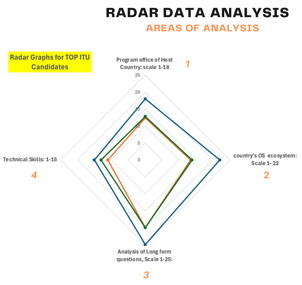 RADAR DATA ANALYSIS
AREAS OF ANALYSIS
Radar Graphs for TOP ITU
Candidates
Program office of Host
Country: scale 1-18
1
25
20
15
10
5
0
Technical Skills: 1-15
4
country's OS ecosystem:
Scale 1- 22
2
Analysis of Long form
questions, Scale 1-25:
3